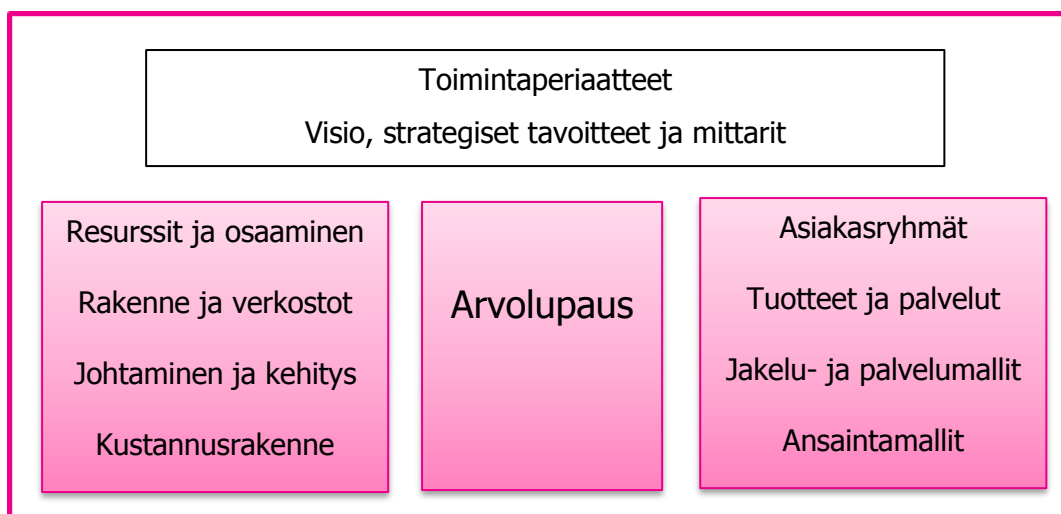 Toimintaperiaatteet
Visio, strategiset tavoitteet ja mittarit
Resurssit ja osaaminen
Rakenne ja verkostot
Johtaminen ja kehitys
Kustannusrakenne
Arvolupaus
Asiakasryhmät
Tuotteet ja palvelut
Jakelu- ja palvelumallit
Ansaintamallit